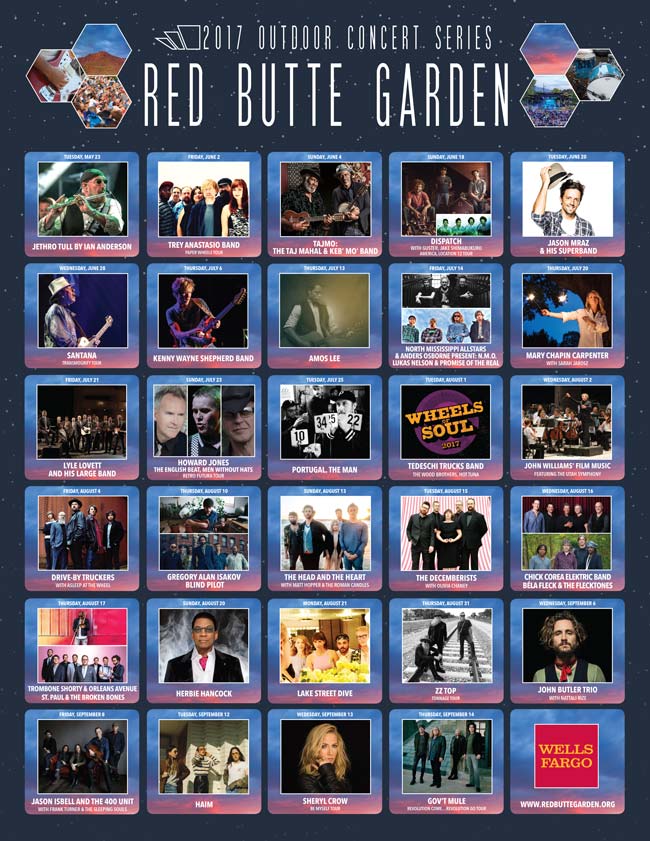 2017 OUTDOOR CONCERT SERIES
RED BUTTE GARDEN
TUESDAY, MAY 23
JETHRO TULL BY IAN ANDERSON
FRIDAY, JUNE 2
TREY ANASTASIO BAND
PAPER WHEELS TOUR
SUNDAY, JUNE 4
TAJMO:
THE TAJ MAHAL & KEB' MO' BAND
SUNDAY, JUNE 18
DISPATCH
WITH GUSTER, JAKE SHIMABUKURO
AMERICA, LOCATION 12 TOUR
TUESDAY, JUNE 20
JASON MRAZ
& HIS SUPERBAND
WEDNESDAY, JUNE 28
SANTANA
TRANSMOGRIFY TOUR
THURSDAY, JULY 6
KENNY WAYNE SHEPHERD BAND
THURSDAY, JULY 13
AMOS LEE
FRIDAY, JULY 14
NORTH MISSISSIPPI ALLSTARS
& ANDERS OSBORNE PRESENT: N.M.O.
LUKAS NELSON & PROMISE OF THE REAL
THURSDAY, JULY 20
MARY CHAPIN CARPENTER
WITH SARAH JAROSZ
FRIDAY, JULY 21
LYLE LOVETT
AND HIS LARGE BAND
SUNDAY, JULY 23
HOWARD JONES
THE ENGLISH BEAT, MEN WITHOUT HATS
RETRO FUTURA TOUR
TUESDAY, JULY 25
10
34
22
PORTUGAL. THE MAN
TUESDAY, AUGUST 1
WHEELS
OF
SOUL
2017
TEDESCHI TRUCKS BAND
THE WOOD BROTHERS, HOT TUNA
WEDNESDAY, AUGUST 2
JOHN WILLIAMS' FILM MUSIC
FEATURING THE UTAH SYMPHONY
FRIDAY, AUGUST 4
DRIVE-BY TRUCKERS
WITH ASLEEP AT THE WHEEL
THURSDAY, AUGUST 10
GREGORY ALAN ISAKOV
BLIND PILOT
SUNDAY, AUGUST 13
THE HEAD AND THE HEART
WITH MATT HOPPER & THE ROMAN CANDLES
TUESDAY, AUGUST 15
THE DECEMBERISTS
WITH OLIVIA CHANEY
WEDNESDAY, AUGUST 16
CHICK COREA ELEKTRIC BAND
BÉLA FLECK & THE FLECKTONES
THURSDAY, AUGUST 17
TROMBONE SHORTY & ORLEANS AVENUE
ST. PAUL & THE BROKEN BONES
SUNDAY, AUGUST 20
HERBIE HANCOCK
MONDAY, AUGUST 21
LAKE STREET DIVE
THURSDAY, AUGUST 31
ZZ TOP
TONNAGE TOUR
WEDNESDAY, SEPTEMBER 6
JOHN BUTLER TRIO
WITH NATTALI RIZE
FRIDAY, SEPTEMBER 8
JASON ISBELL AND THE 400 UNIT
WITH FRANK TURNER & THE SLEEPING SOULS
TUESDAY, SEPTEMBER 12
HAIM
WEDNESDAY, SEPTEMBER 13
SHERYL CROW
BE MYSELF TOUR
THURSDAY, SEPTEMBER 14
GOV'T MULE
REVOLUTION COME...REVOLUTION GO TOUR
WELLS
FARGO
WWW.REDBUTTEGARDEN.ORG